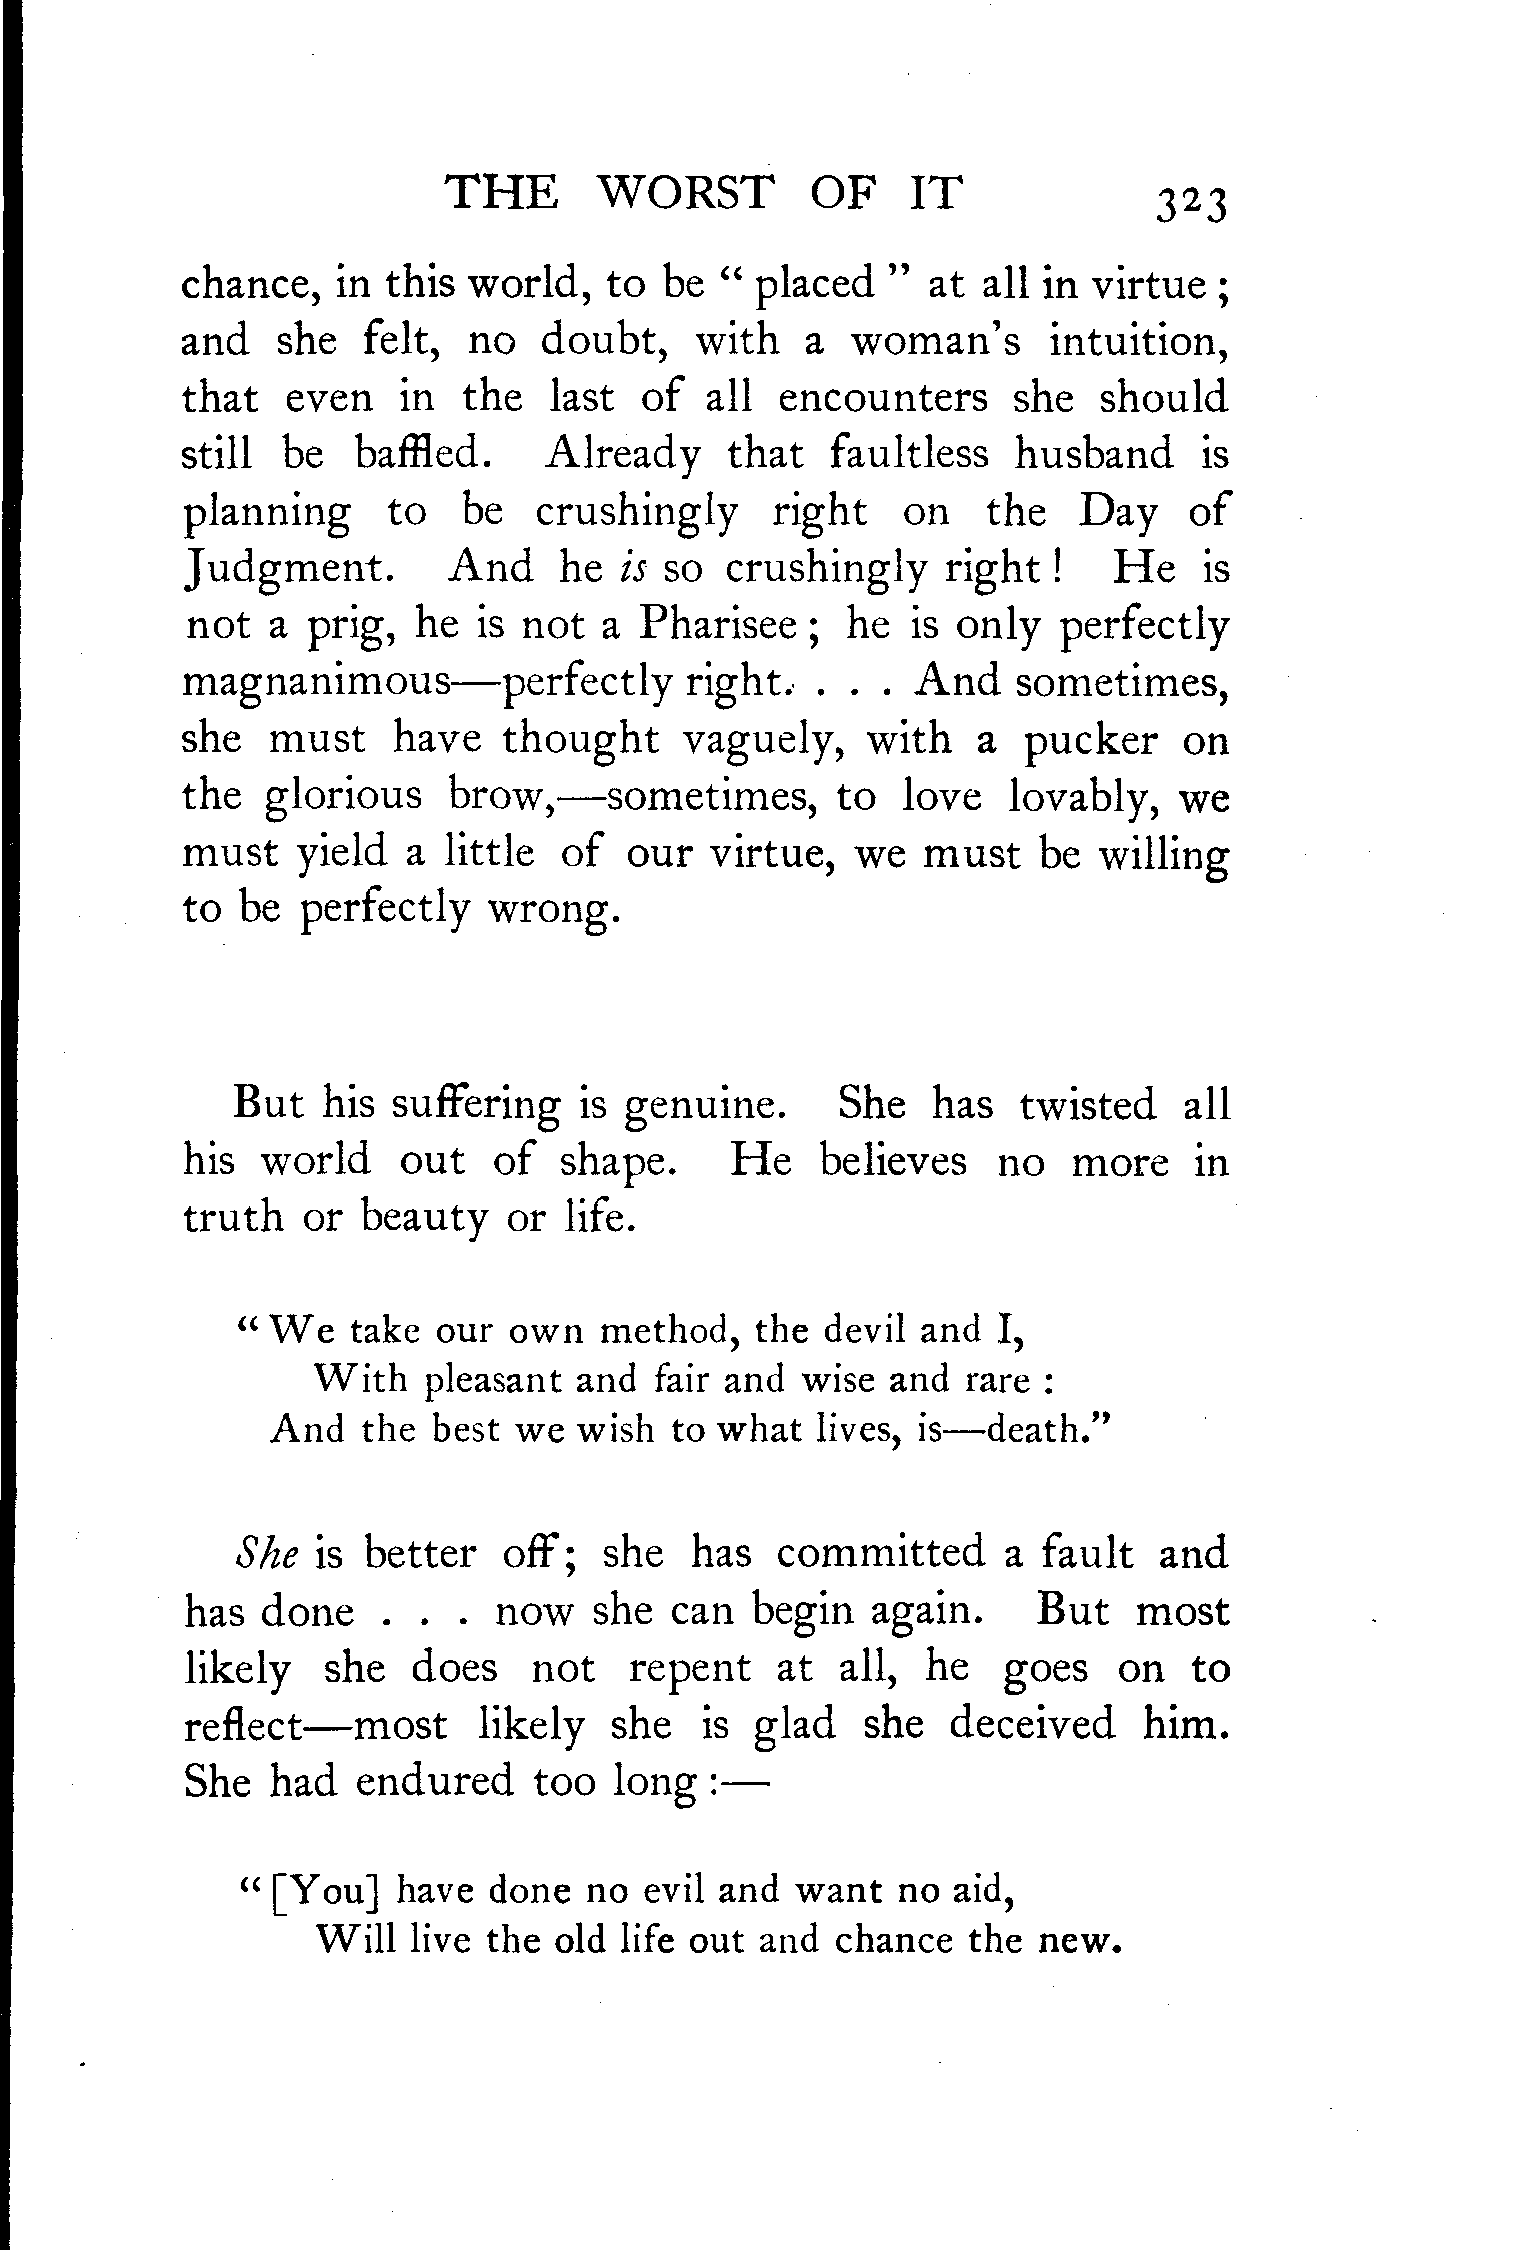 THE WORST OF IT 323
chance, in this world, to be “ placed ” at all in virtue ;
and she felt, no doubt, with a woman’s intuition,
that even in the last of all encounters she should
still be baffled. Already that faultless husband is
planning to be crushingly right on the Day of
Judgment. And he is so crushingly right ! He is
not a prig, he is not a Pharisee ; he is only perfectly
magnanimous—perfectly right. . . . And sometimes,
she must have thought vaguely, with a pucker on
the glorious brow,—sometimes, to love lovably, we
must yield a little of our virtue, we must be willing
to be perfectly wrong.
But his suffering is genuine. She has twisted all
his world out of shape. He believes no more in
truth or beauty or life.
“ We take our own method, the devil and I,
With pleasant and fair and wise and rare :
And the best we wish to what lives, is—death.”
She is better off ; she has committed a fault and
has done . . . now she can begin again. But most
likely she does not repent at all, he goes on to
reflect—most likely she is glad she deceived him.
She had endured too long :—
“ [You] have done no evil and want no aid,
Will live the old life out and chance the new.